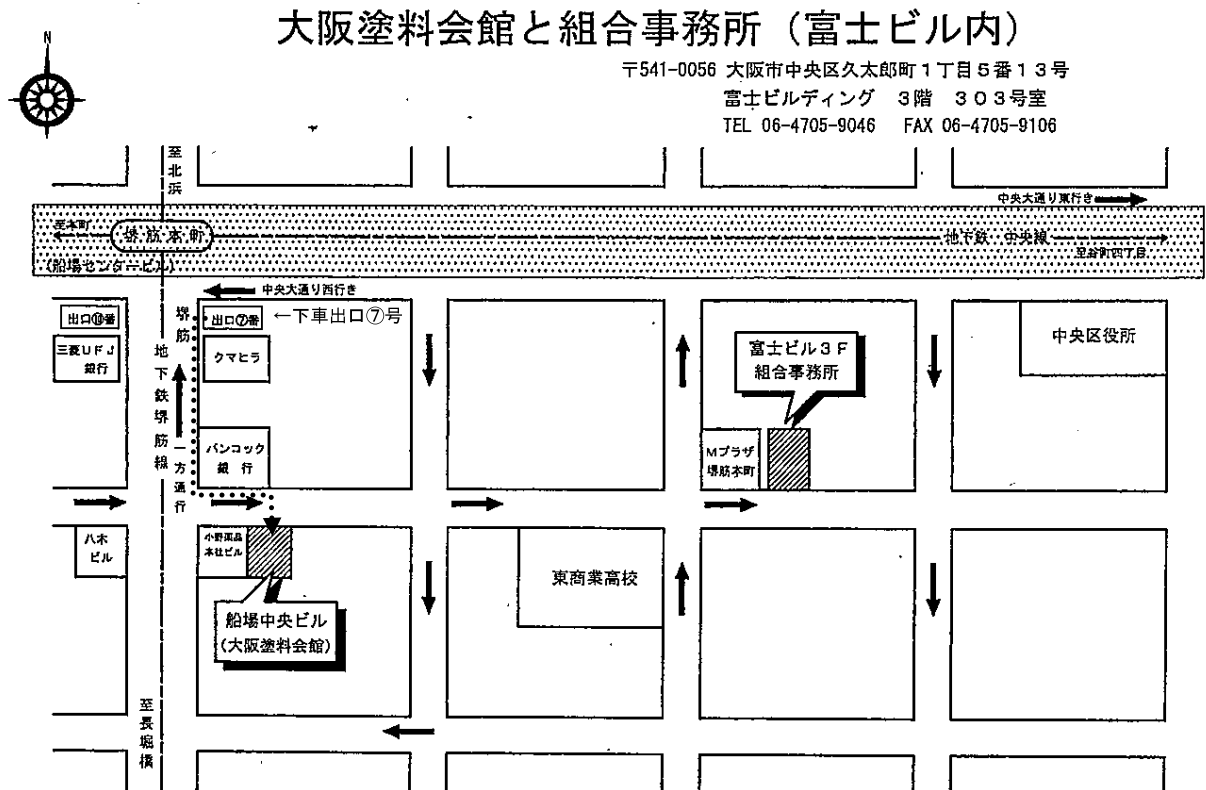 大阪塗料会館と組合事務所（富士ビル内）
N
〒541-0056 大阪市中央区久太郎町１丁目５番１３号
富士ビルディング　３階　３０３号室
TEL 06-4705-9046　FAX 06-4705-9106
至北浜
中央大通り東行き
至本町
堺筋本町
地下鉄　中央線
至谷町四丁目
(船場センタービル)
中央大通り西行き
出口⑩番
堺筋
出口⑦番
←下車出口⑦号
三菱ＵＦＪ
銀行
クマヒラ
地下鉄堺筋線
富士ビル３Ｆ
組合事務所
中央区役所
バンコック
銀　行
一方通行
Ｍプラザ
堺筋本町
八木
ビル
小野薬品
本社ビル
東商業高校
船場中央ビル
(大阪塗料会館)
至長堀橋